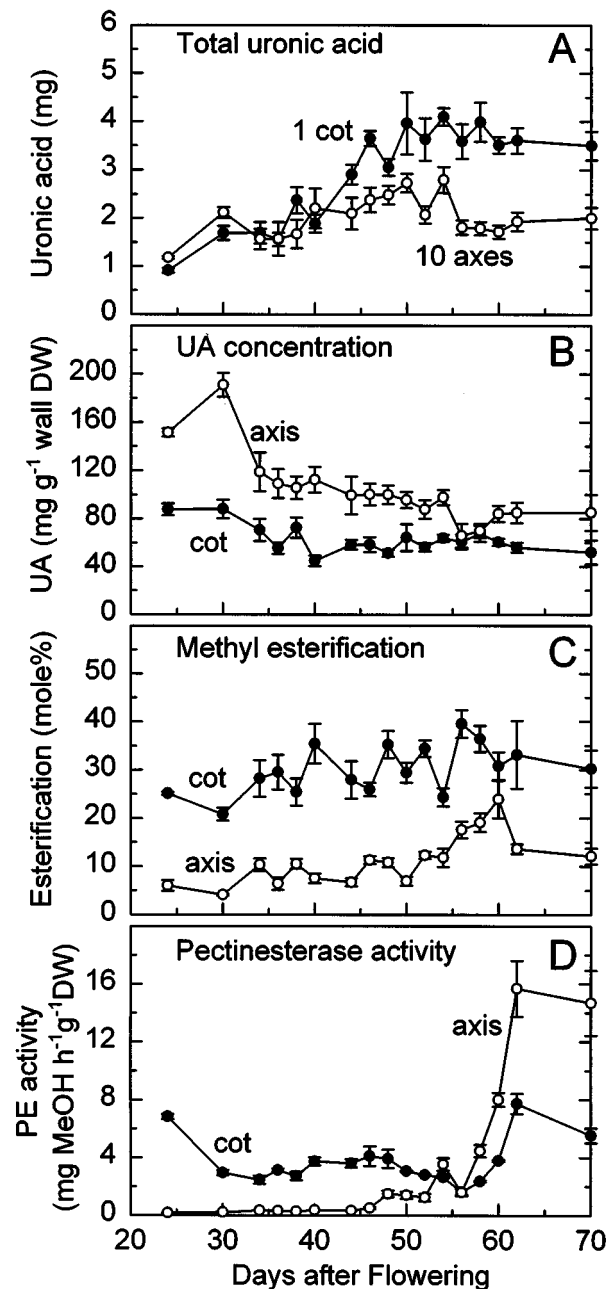 Total uronic acid
A
6
5
4
3
2
1
0
Uronic acid (mg)
1 cot
10 axes
UA concentration
B
200
160
120
80
40
0
UA (mg g⁻¹ wall DW)
axis
cot
Methyl esterification
C
50
40
30
20
10
0
Esterification (mole%)
cot
axis
Pectinesterase activity
D
16
12
8
4
0
PE activity
(mg MeOH h⁻¹g⁻¹DW)
axis
cot
20 30 40 50 60 70
Days after Flowering